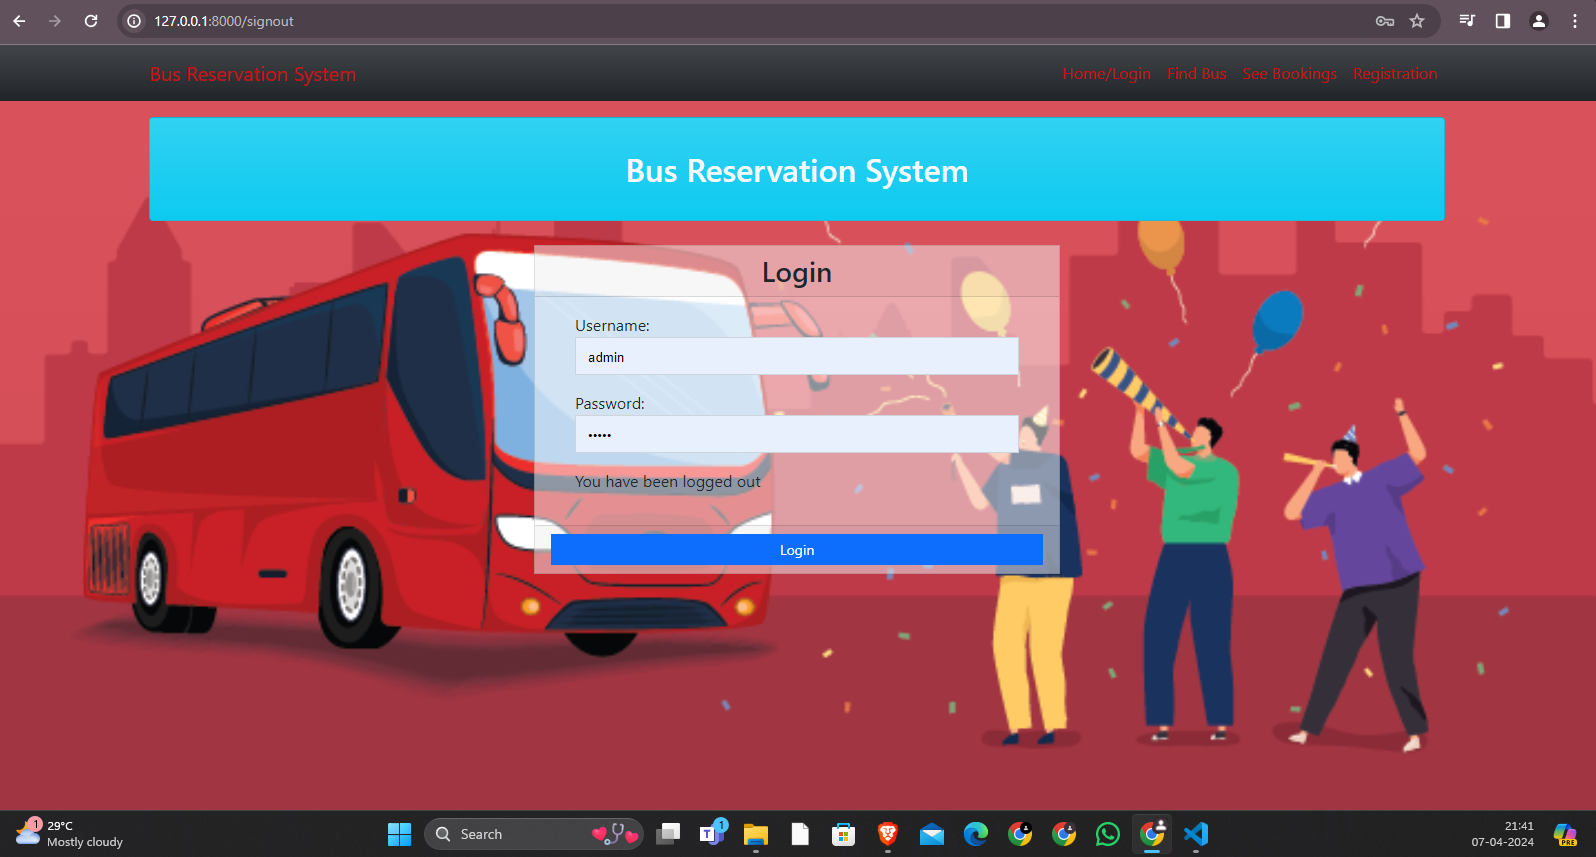 127.0.0.1:8000/signout
Bus Reservation System
Home/Login Find Bus See Bookings Registration
Bus Reservation System
Login
Username:
admin
Password:
•••••
You have been logged out
Login
1
29°C
Mostly cloudy
Search
T
1
21:41
07-04-2024
PRE